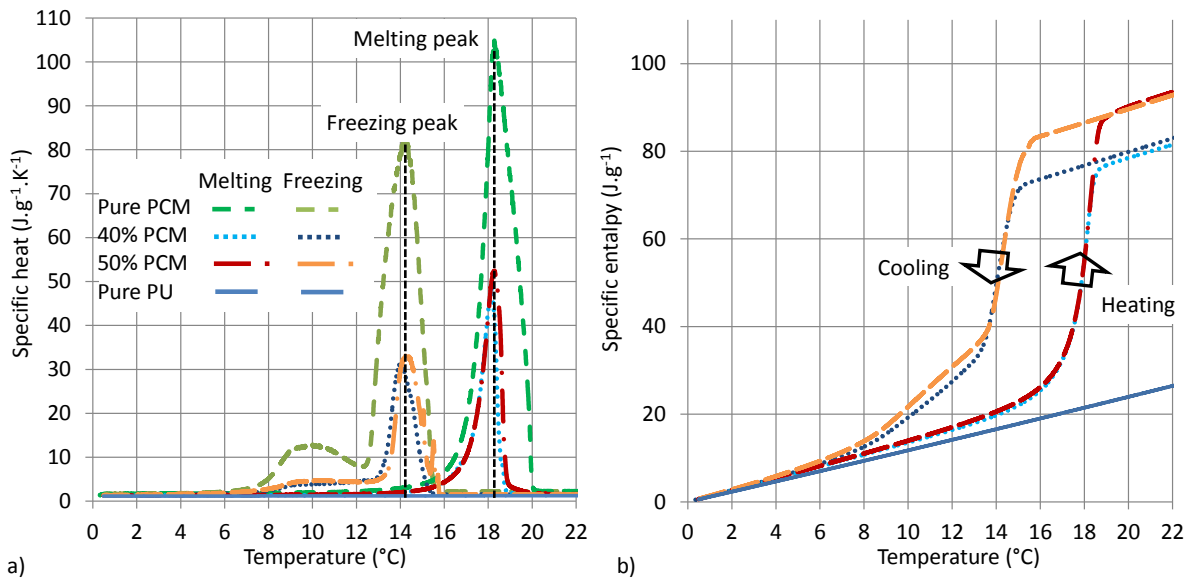 110
100
90
80
70
60
50
40
30
20
10
0
Specific heat (J.g⁻¹.K⁻¹)
Melting peak
Freezing peak
Melting Freezing
Pure PCM
40% PCM
50% PCM
Pure PU
0 2 4 6 8 10 12 14 16 18 20 22
Temperature (°C)
a)
100
80
60
40
20
0
Specific entalpy (J.g⁻¹)
Cooling
Heating
0 2 4 6 8 10 12 14 16 18 20 22
Temperature (°C)
b)